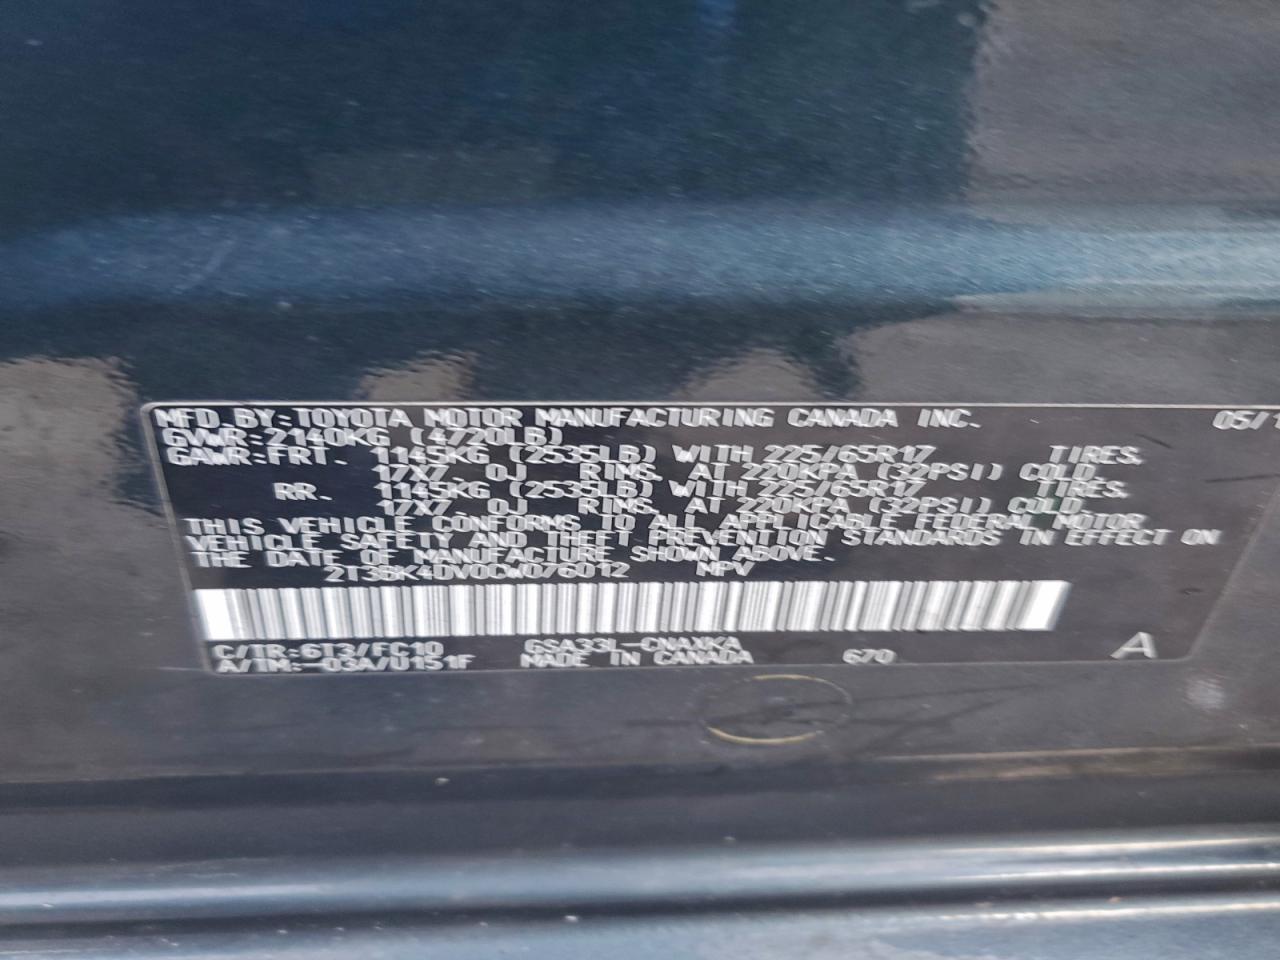 MFD. BY: TOYOTA MOTOR MANUFACTURING CANADA INC. 05/1
GVWR: 2140KG (4720LB)
GAWR: FRT. 1145KG (2535LB) WITH 225/65R17 TIRES,
17X7.0J RIMS, AT 220KPA (32PSI) COLD.
RR. 1145KG (2535LB) WITH 225/65R17 TIRES,
17X7.0J RIMS, AT 220KPA (32PSI) COLD.
THIS VEHICLE CONFORMS TO ALL APPLICABLE FEDERAL MOTOR
VEHICLE SAFETY AND THEFT PREVENTION STANDARDS IN EFFECT ON
THE DATE OF MANUFACTURE SHOWN ABOVE.
2T3BK4DV0CW076012 MPV
C/TR: 6T3/FC10 GSA33L-CNAXKA
A/TM: -03A/U151F MADE IN CANADA 670 A